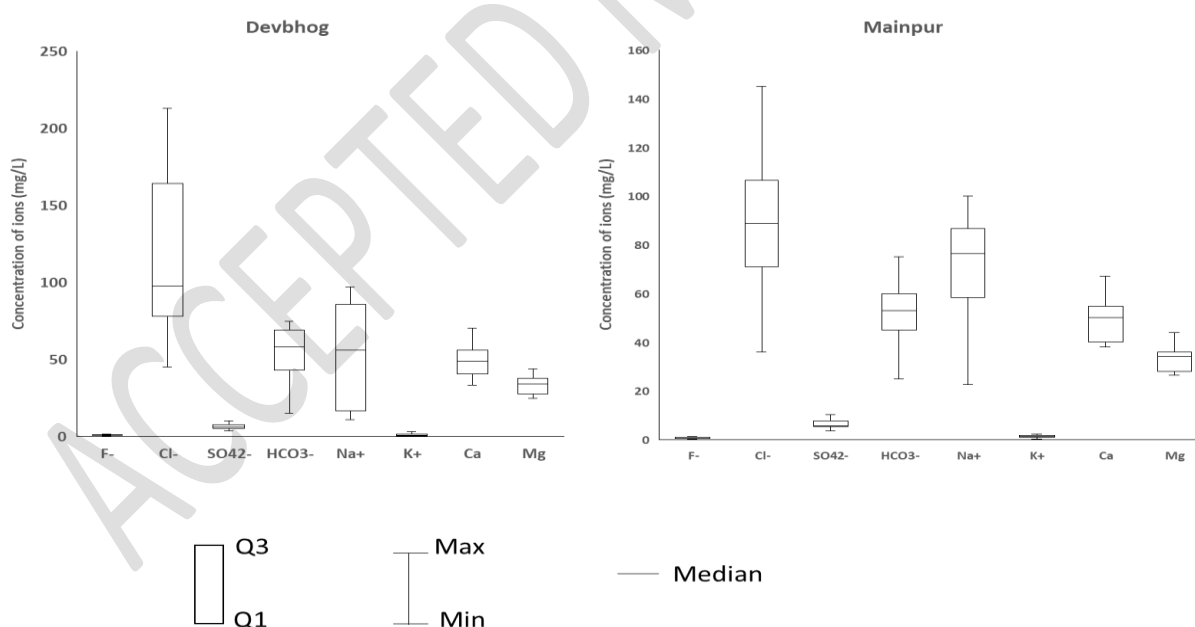 Devbhog
Concentration of ions (mg/L)
250
200
150
100
50
0
F- Cl- SO42- HCO3- Na+ K+ Ca Mg
Mainpur
Concentration of ions (mg/L)
160
140
120
100
80
60
40
20
0
F- Cl- SO42- HCO3- Na+ K+ Ca Mg
Q3
Q1
Max
Min
Median
ACCEPTED M